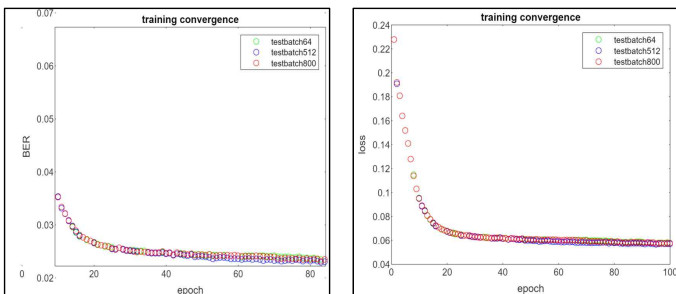 training convergence
0.07
0.06
0.05
0.04
0.03
0.02
BER
0
20
40
60
80
epoch
testbatch64
testbatch512
testbatch800
training convergence
0.24
0.22
0.2
0.18
0.16
0.14
0.12
0.1
0.08
0.06
0.04
loss
0
20
40
60
80
100
epoch
testbatch64
testbatch512
testbatch800